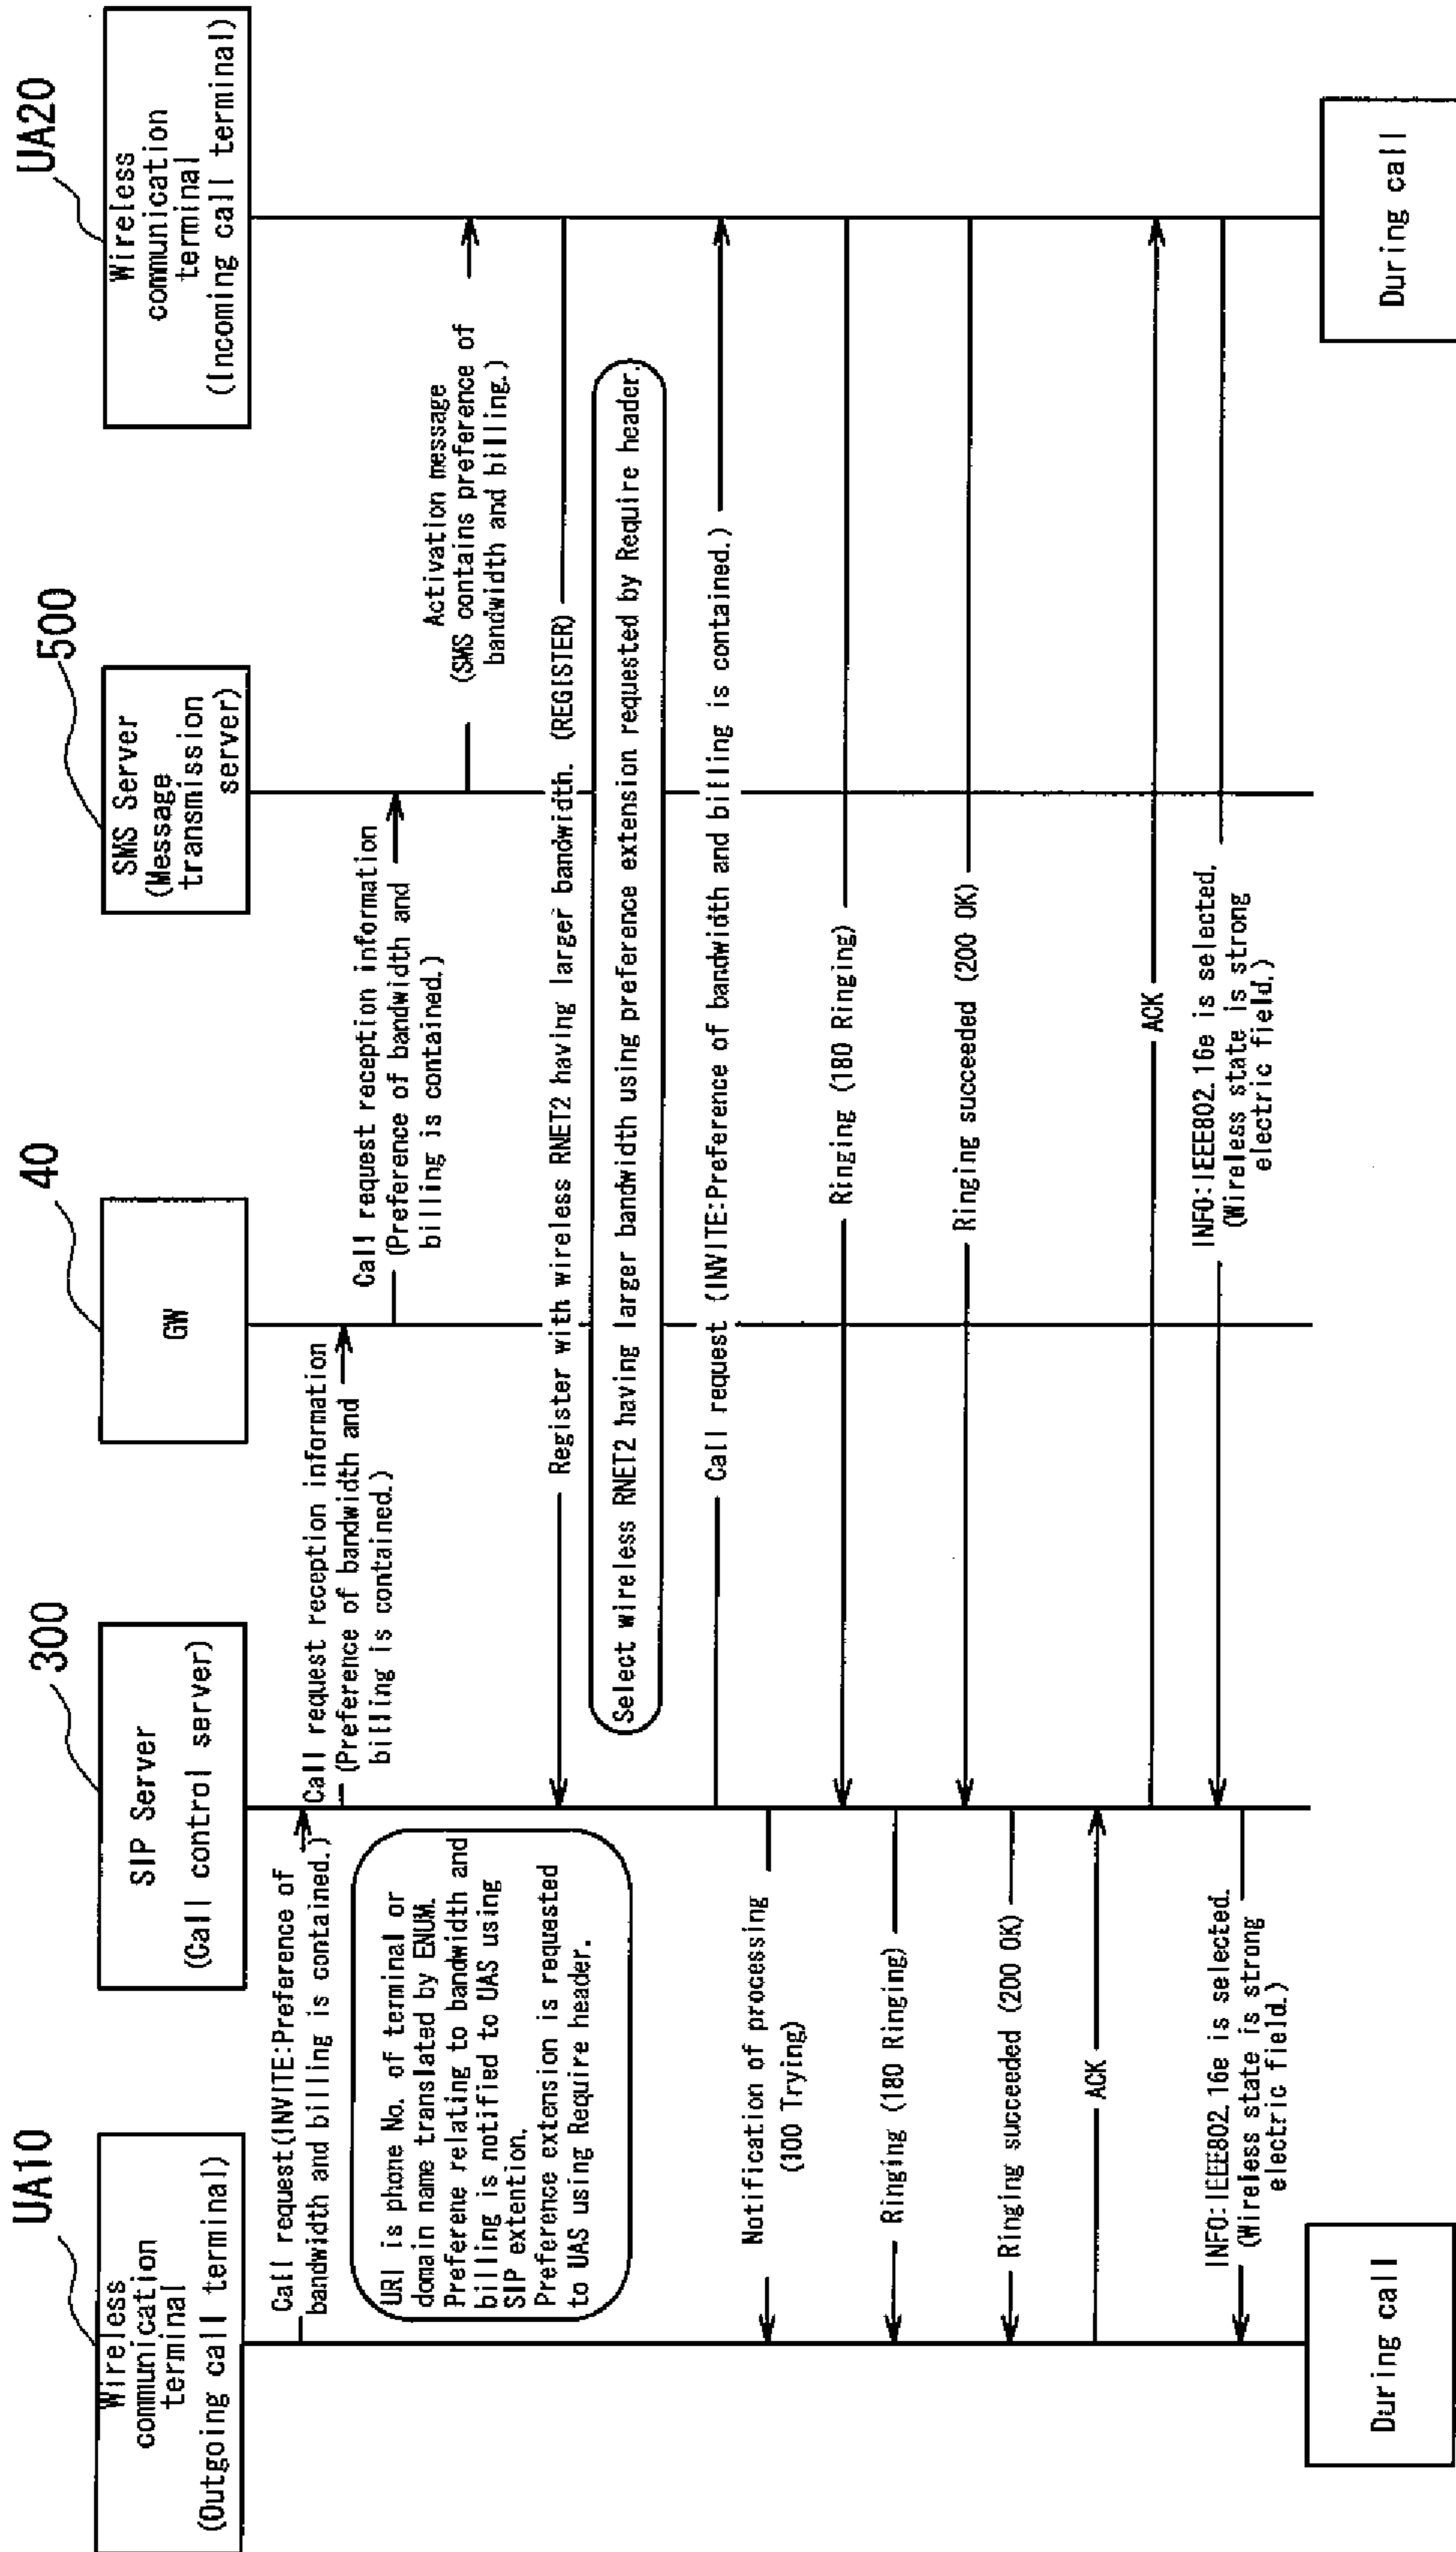 UA10
Wireless
communication
terminal
(Outgoing call terminal)
300
SIP Server
(Call control server)
40
GW
500
SMS Server
(Message
transmission
server)
UA20
Wireless
communication
terminal
(Incoming call terminal)
Call request(INVITE:Preference of
bandwidth and billing is contained.)
Call request reception information
(Preference of bandwidth and
billing is contained.)
Call request reception information
(Preference of bandwidth and
billing is contained.)
Activation message
(SMS contains preference of
bandwidth and billing.)
URI is phone No. of terminal or
domain name translated by ENUM.
Preferene relating to bandwidth and
billing is notified to UAS using
SIP extention.
Preference extension is requested
to UAS using Require header.
Register with wireless RNET2 having larger bandwidth. (REGISTER)
Select wireless RNET2 having larger bandwidth using preference extension requested by Require header.
Call request (INVITE:Preference of bandwidth and billing is contained.)
Notification of processing
(100 Trying)
Ringing (180 Ringing)
Ringing (180 Ringing)
Ringing succeeded (200 OK)
Ringing succeeded (200 OK)
ACK
ACK
INFO:IEEE802.16e is selected.
(Wireless state is strong
electric field.)
INFO:IEEE802.16e is selected.
(Wireless state is strong
electric field.)
During call
During call